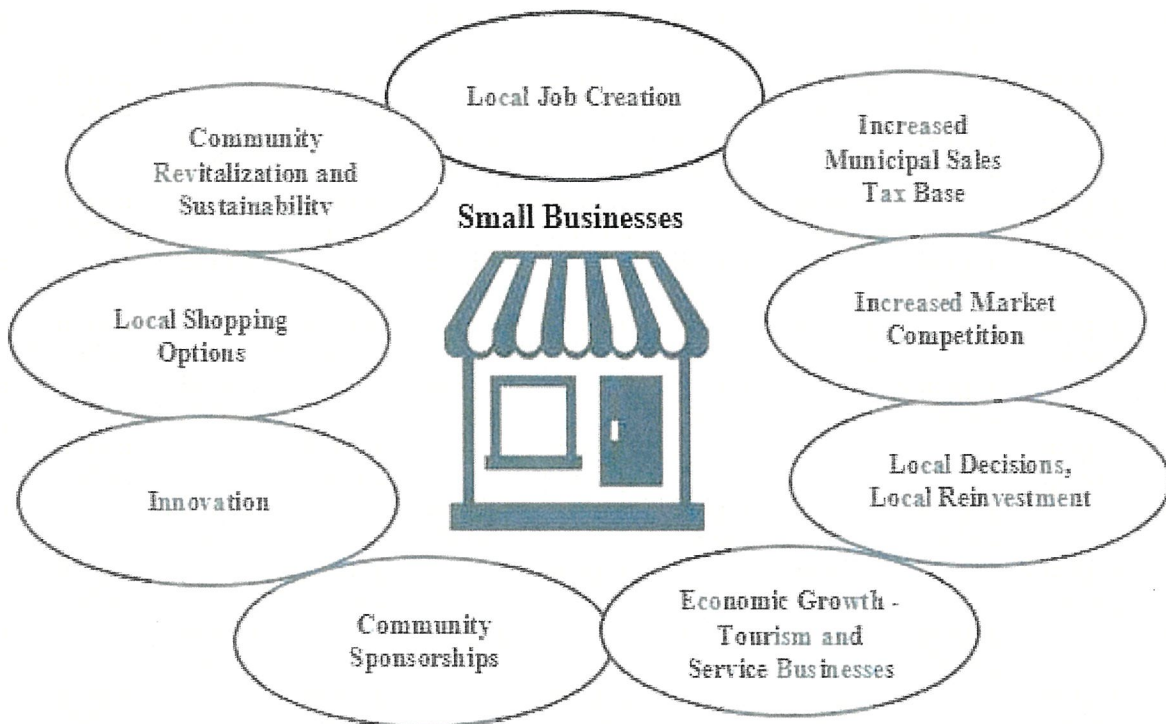 Local Job Creation
Community
Revitalization and
Sustainability
Increased
Municipal Sales
Tax Base
Small Businesses
Local Shopping
Options
Increased Market
Competition
Innovation
Local Decisions,
Local Reinvestment
Community
Sponsorships
Economic Growth -
Tourism and
Service Businesses